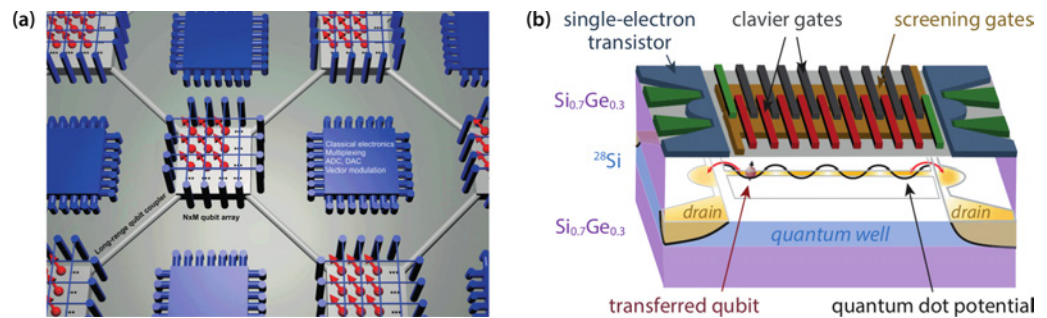 (a)
Classical electronics
Multiplexing
ADC, DAC
Vector modulation
Long-range qubit coupler
NxM qubit array
(b)
single-electron
transistor
clavier gates
screening gates
Si0.7Ge0.3
28Si
Si0.7Ge0.3
drain
drain
quantum well
transferred qubit
quantum dot potential